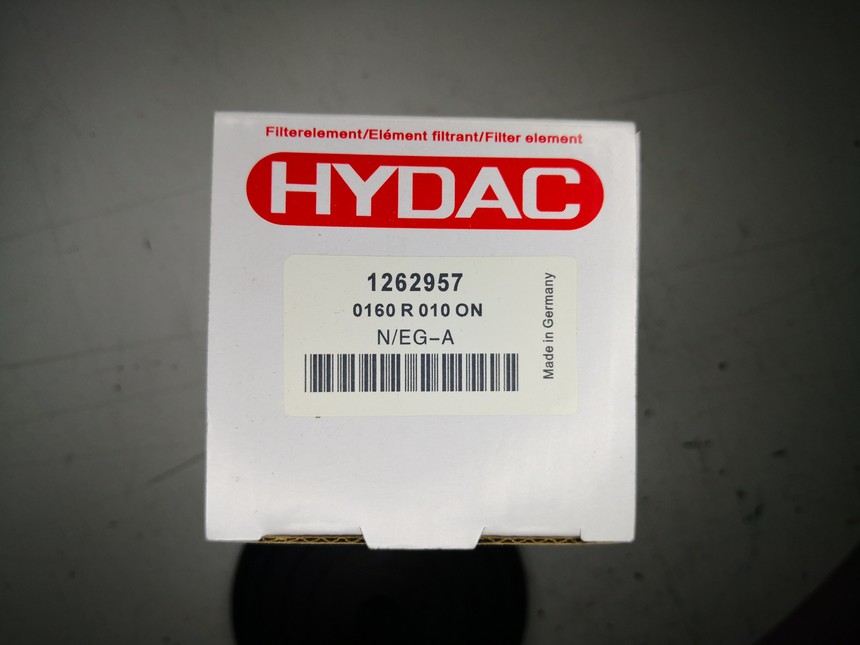 Filterelement/Elément filtrant/Filter element
HYDAC
1262957
0160 R 010 ON
N/EG-A
Made in Germany